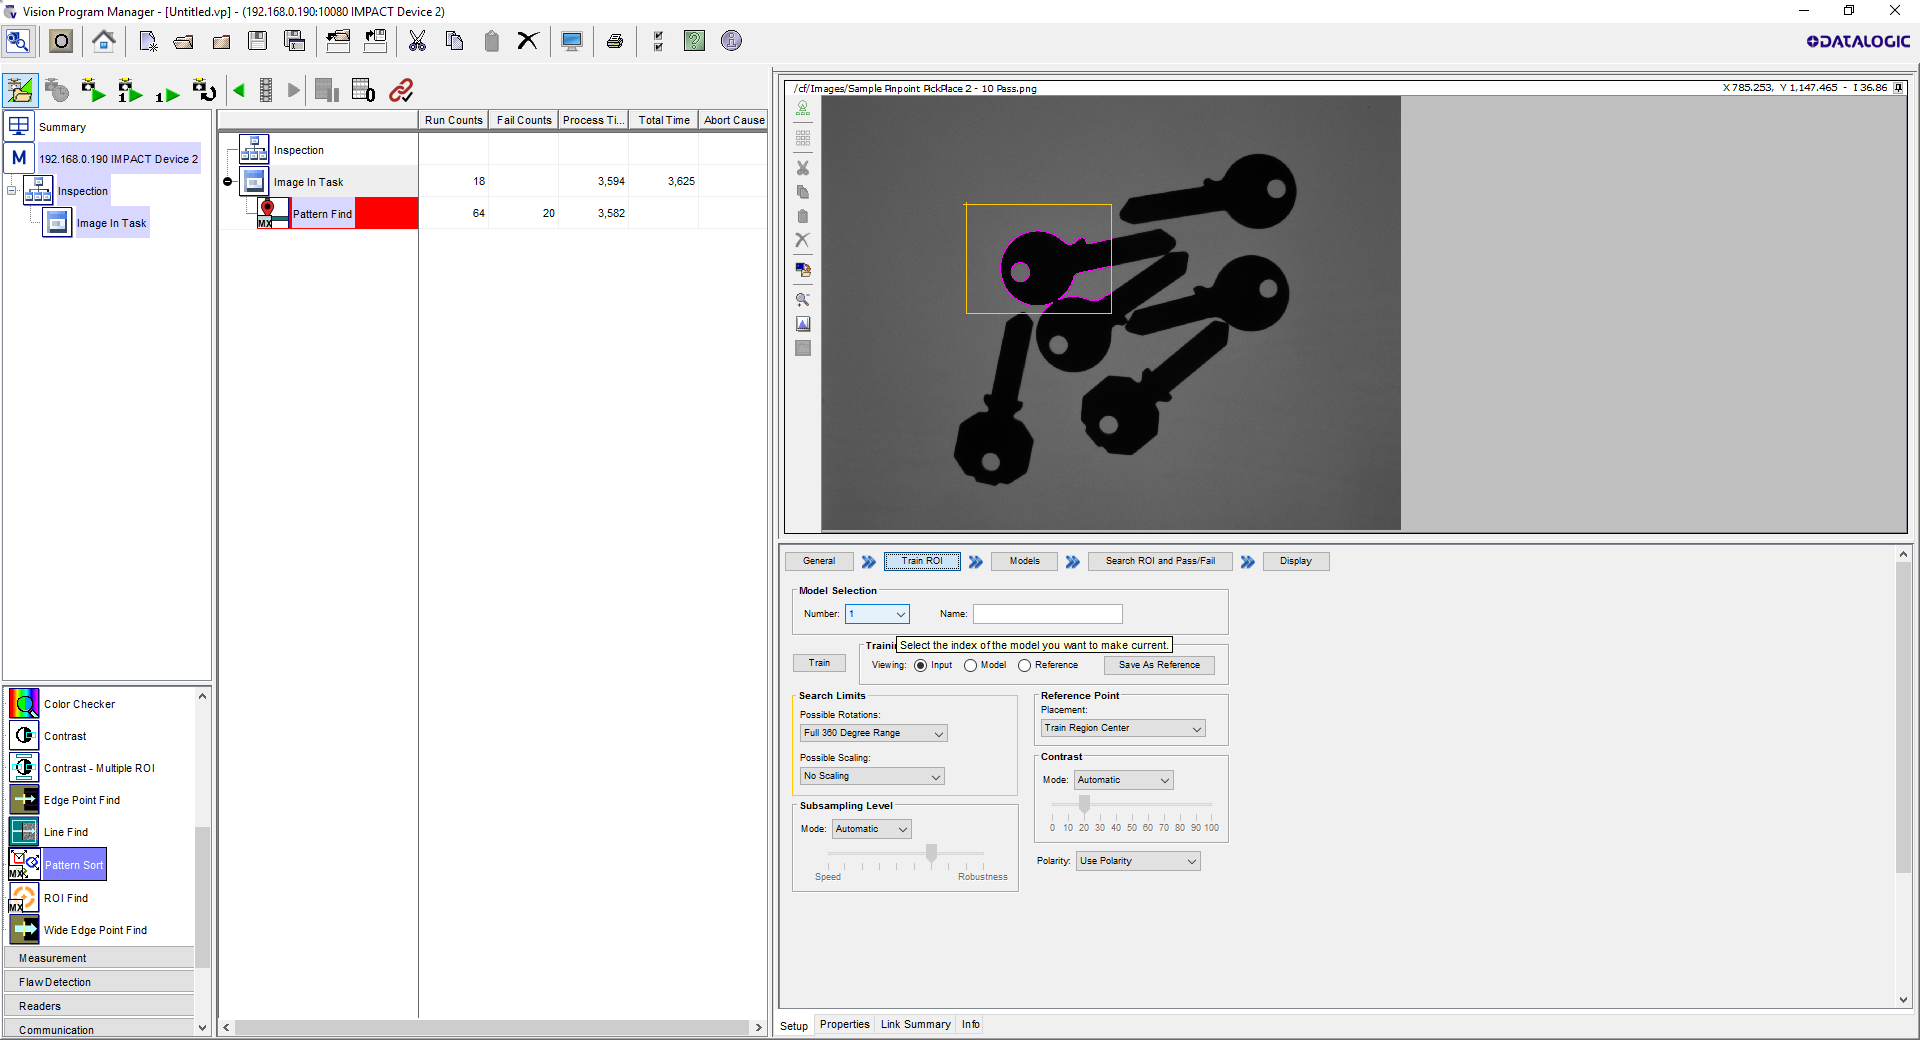 Vision Program Manager - [Untitled.vp] - (192.168.0.190:10080 IMPACT Device 2)
DATALOGIC
Summary
M 192.168.0.190 IMPACT Device 2
Inspection
Image In Task
Run Counts Fail Counts Process Ti... Total Time Abort Cause
Inspection
Image In Task 18 3,594 3,625
MX Pattern Find 64 20 3,582
/cf/Images/Sample Pinpoint PickPlace 2 - 10 Pass.png X 785.253, Y 1,147.465 - I 36.86
Color Checker
Contrast
Contrast - Multiple ROI
Edge Point Find
Line Find
MX Pattern Sort
MX ROI Find
Wide Edge Point Find
Measurement
Flaw Detection
Readers
Communication
General Train ROI Models Search ROI and Pass/Fail Display
Model Selection
Number: 1 Name:
Select the index of the model you want to make current.
Train Viewing: Input Model Reference Save As Reference
Search Limits
Possible Rotations:
Full 360 Degree Range
Possible Scaling:
No Scaling
Reference Point
Placement:
Train Region Center
Contrast
Mode: Automatic
0 10 20 30 40 50 60 70 80 90 100
Subsampling Level
Mode: Automatic
Speed Robustness
Polarity: Use Polarity
Setup Properties Link Summary Info